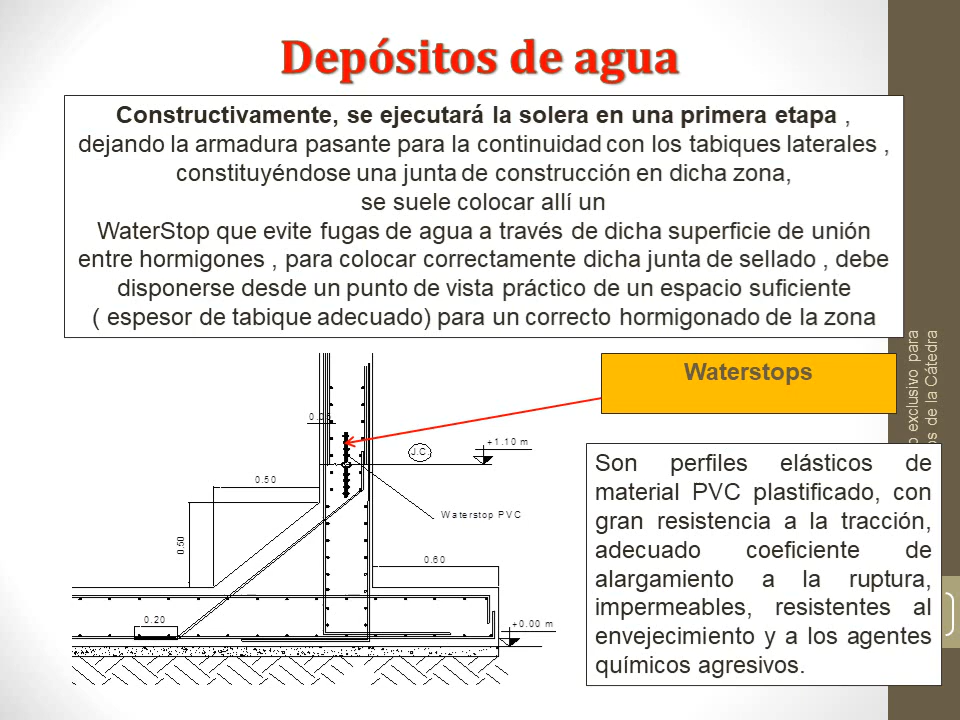 Depósitos de agua
Constructivamente, se ejecutará la solera en una primera etapa ,
dejando la armadura pasante para la continuidad con los tabiques laterales ,
constituyéndose una junta de construcción en dicha zona,
se suele colocar allí un
WaterStop que evite fugas de agua a través de dicha superficie de unión
entre hormigones , para colocar correctamente dicha junta de sellado , debe
disponerse desde un punto de vista práctico de un espacio suficiente
( espesor de tabique adecuado) para un correcto hormigonado de la zona
Waterstops
Son perfiles elásticos de
material PVC plastificado, con
gran resistencia a la tracción,
adecuado coeficiente de
alargamiento a la ruptura,
impermeables, resistentes al
envejecimiento y a los agentes
químicos agresivos.
J.C.
+1.10 m
0.50
Waterstop PVC
0.50
0.60
0.20
+0.00 m
exclusivo para
de la Cátedra